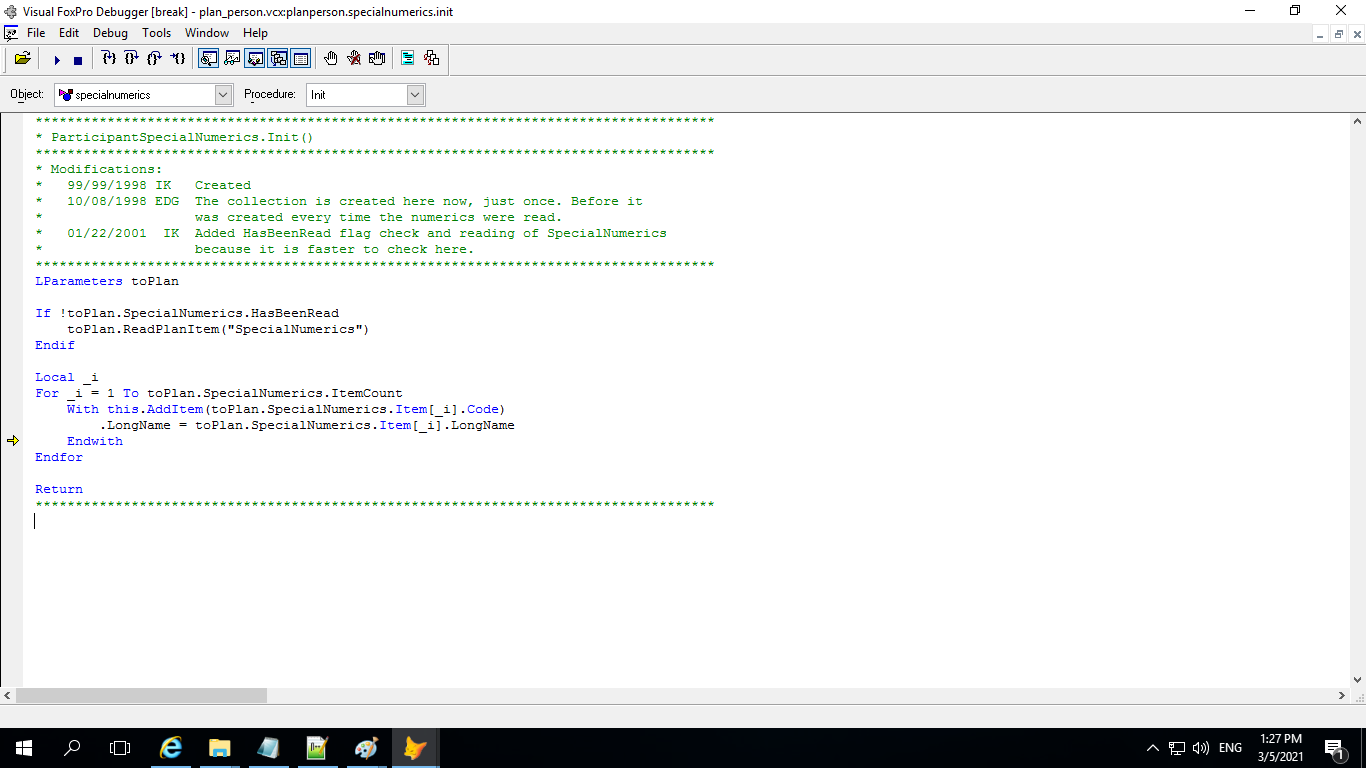 Visual FoxPro Debugger [break] - plan_person.vcx:planperson.specialnumerics.init
File Edit Debug Tools Window Help
Object: specialnumerics Procedure: Init
*************************************************************************************
* ParticipantSpecialNumerics.Init()
*************************************************************************************
* Modifications:
*   99/99/1998 IK   Created
*   10/08/1998 EDG  The collection is created here now, just once. Before it
*                   was created every time the numerics were read.
*   01/22/2001  IK  Added HasBeenRead flag check and reading of SpecialNumerics
*                   because it is faster to check here.
*************************************************************************************
LParameters toPlan
If !toPlan.SpecialNumerics.HasBeenRead
    toPlan.ReadPlanItem("SpecialNumerics")
Endif
Local _i
For _i = 1 To toPlan.SpecialNumerics.ItemCount
    With this.AddItem(toPlan.SpecialNumerics.Item[_i].Code)
        .LongName = toPlan.SpecialNumerics.Item[_i].LongName
    Endwith
Endfor
Return
*************************************************************************************
ENG
1:27 PM
3/5/2021
1